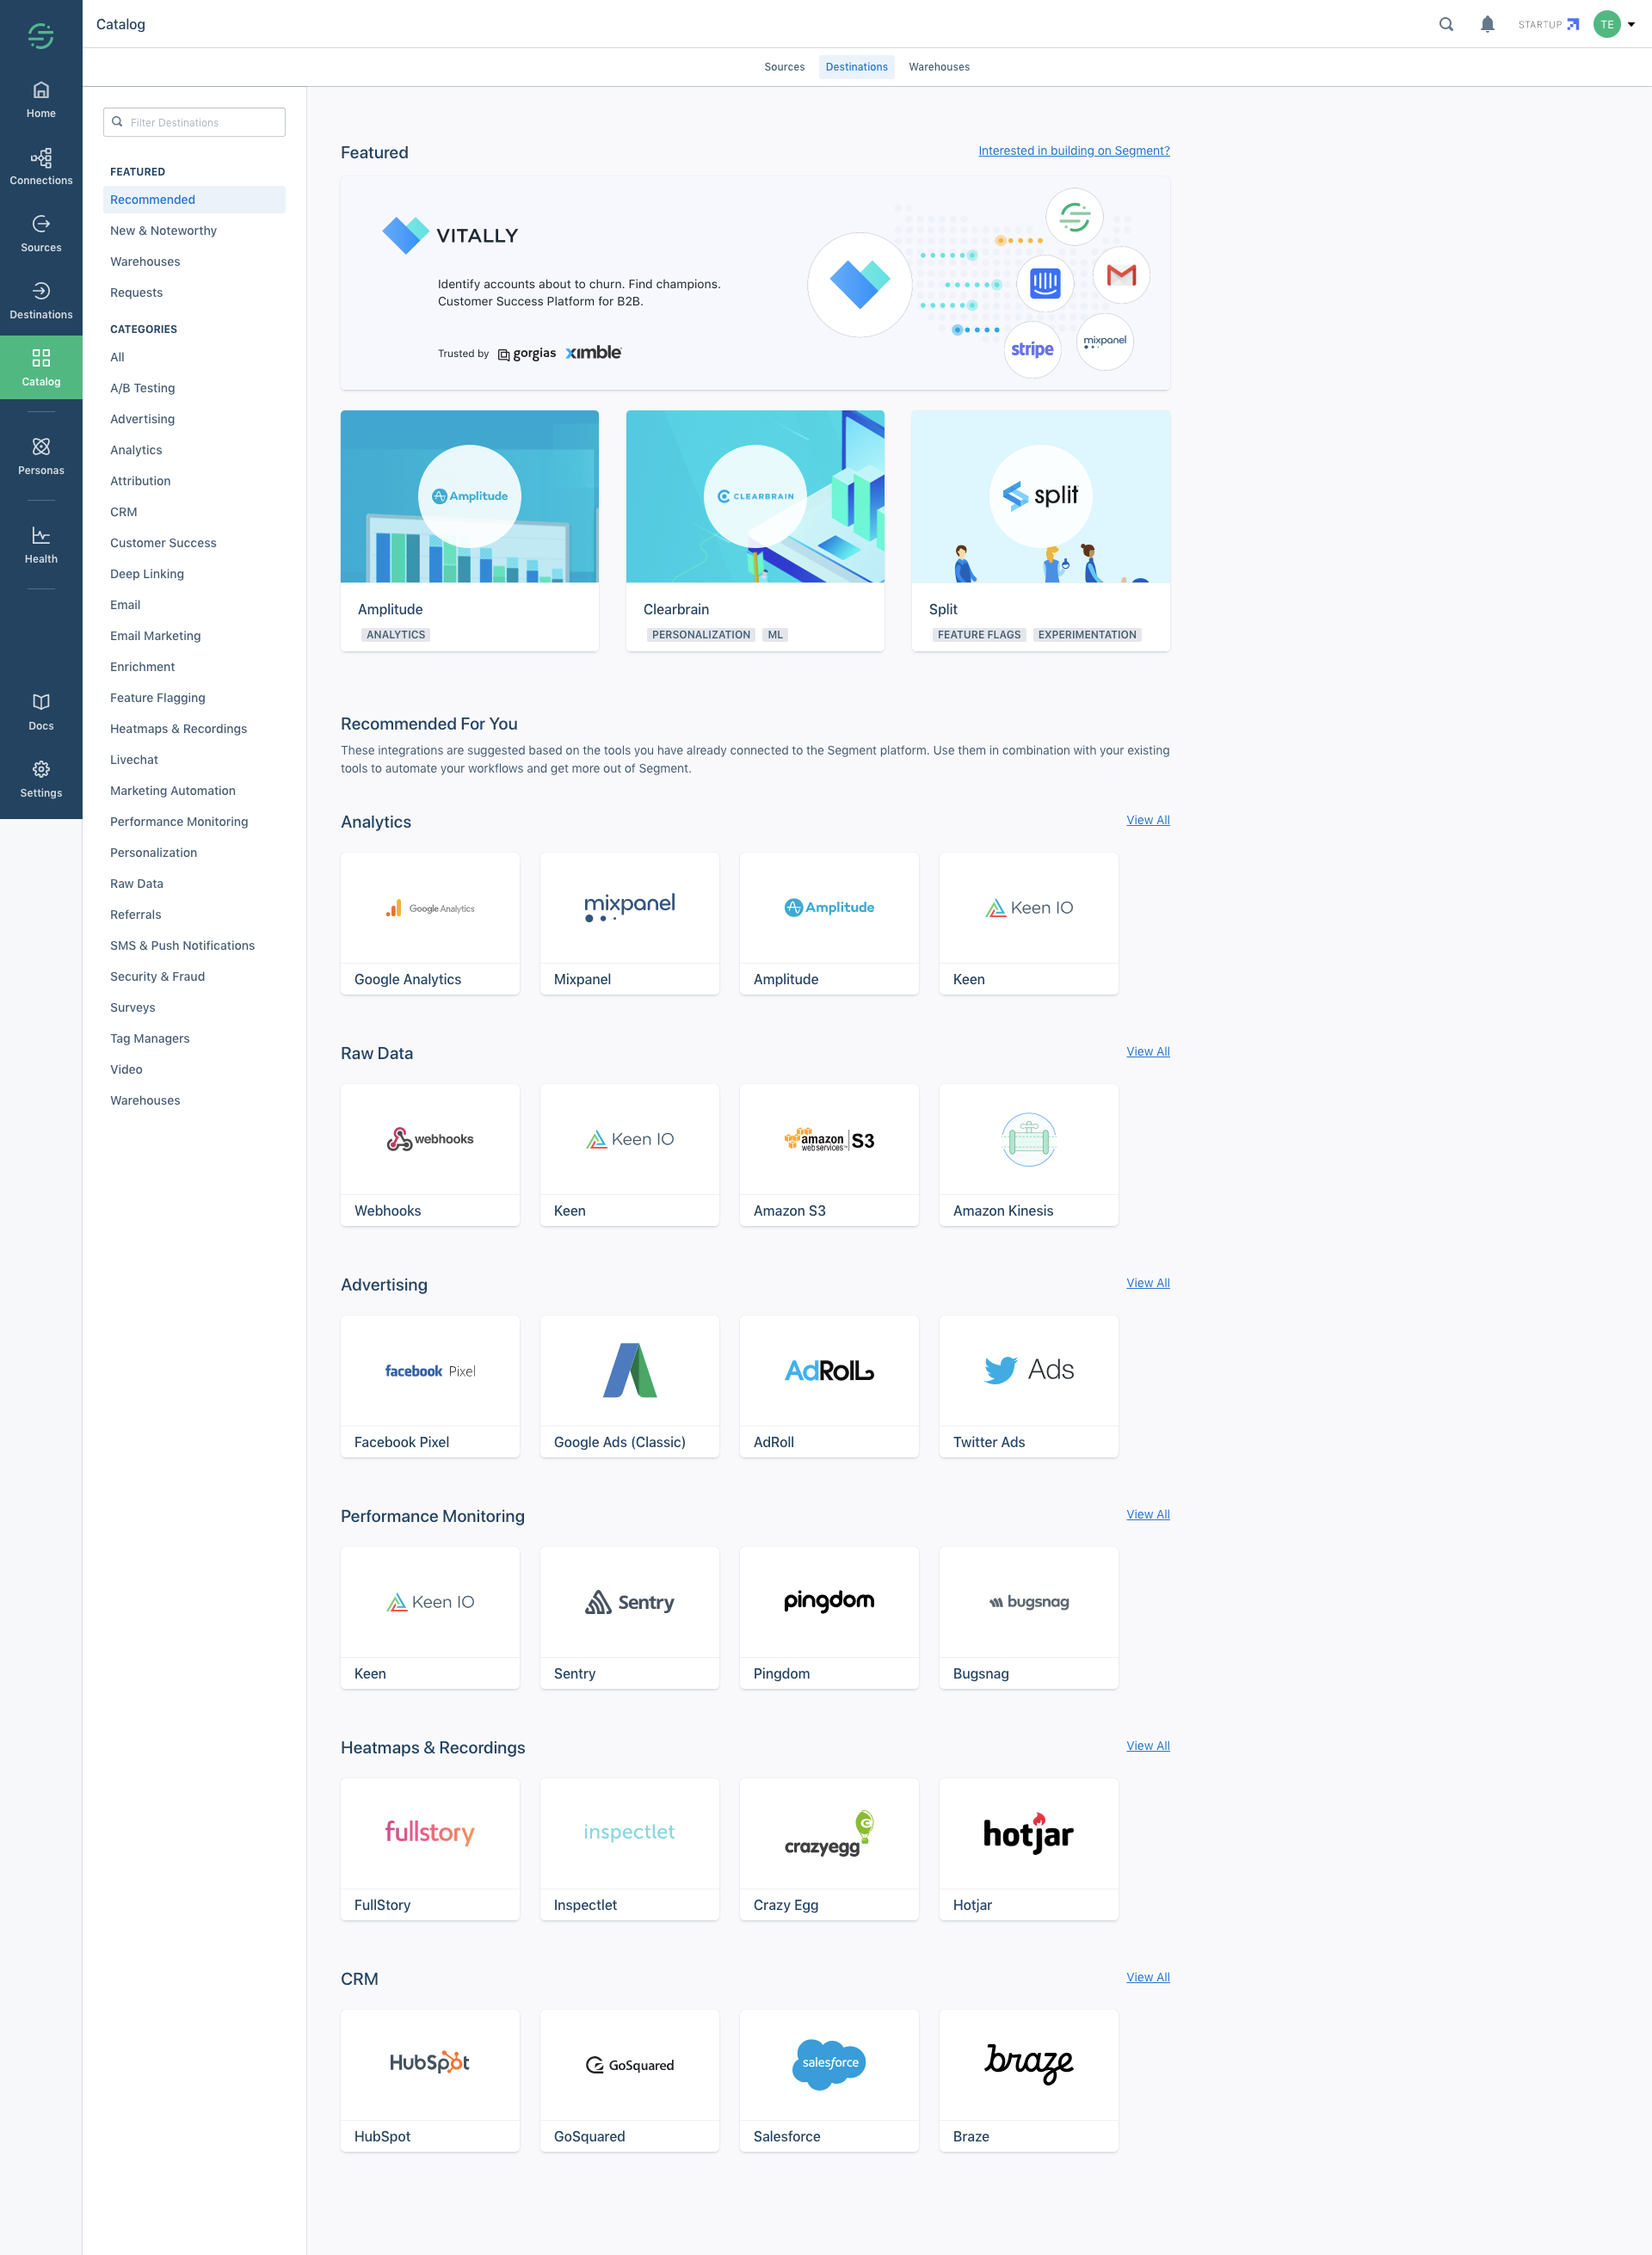 Catalog
STARTUP
TE
Home
Connections
Sources
Destinations
Catalog
Personas
Health
Docs
Settings
Sources
Destinations
Warehouses
Filter Destinations
FEATURED
Recommended
New & Noteworthy
Warehouses
Requests
CATEGORIES
All
A/B Testing
Advertising
Analytics
Attribution
CRM
Customer Success
Deep Linking
Email
Email Marketing
Enrichment
Feature Flagging
Heatmaps & Recordings
Livechat
Marketing Automation
Performance Monitoring
Personalization
Raw Data
Referrals
SMS & Push Notifications
Security & Fraud
Surveys
Tag Managers
Video
Warehouses
Featured
Interested in building on Segment?
VITALLY
Identify accounts about to churn. Find champions.
Customer Success Platform for B2B.
Trusted by gorgias ximble
stripe
mixpanel
Amplitude
CLEARBRAIN
split
Amplitude
ANALYTICS
Clearbrain
PERSONALIZATION ML
Split
FEATURE FLAGS EXPERIMENTATION
Recommended For You
These integrations are suggested based on the tools you have already connected to the Segment platform. Use them in combination with your existing
tools to automate your workflows and get more out of Segment.
Analytics
View All
Google Analytics
mixpanel
Amplitude
Keen IO
Google Analytics
Mixpanel
Amplitude
Keen
Raw Data
View All
webhooks
Keen IO
amazon
webservices™ S3
Webhooks
Keen
Amazon S3
Amazon Kinesis
Advertising
View All
facebook Pixel
AdRoll
Ads
Facebook Pixel
Google Ads (Classic)
AdRoll
Twitter Ads
Performance Monitoring
View All
Keen IO
Sentry
pingdom
bugsnag
Keen
Sentry
Pingdom
Bugsnag
Heatmaps & Recordings
View All
fullstory
inspectlet
crazyegg
hotjar
FullStory
Inspectlet
Crazy Egg
Hotjar
CRM
View All
HubSpot
GoSquared
salesforce
braze
HubSpot
GoSquared
Salesforce
Braze